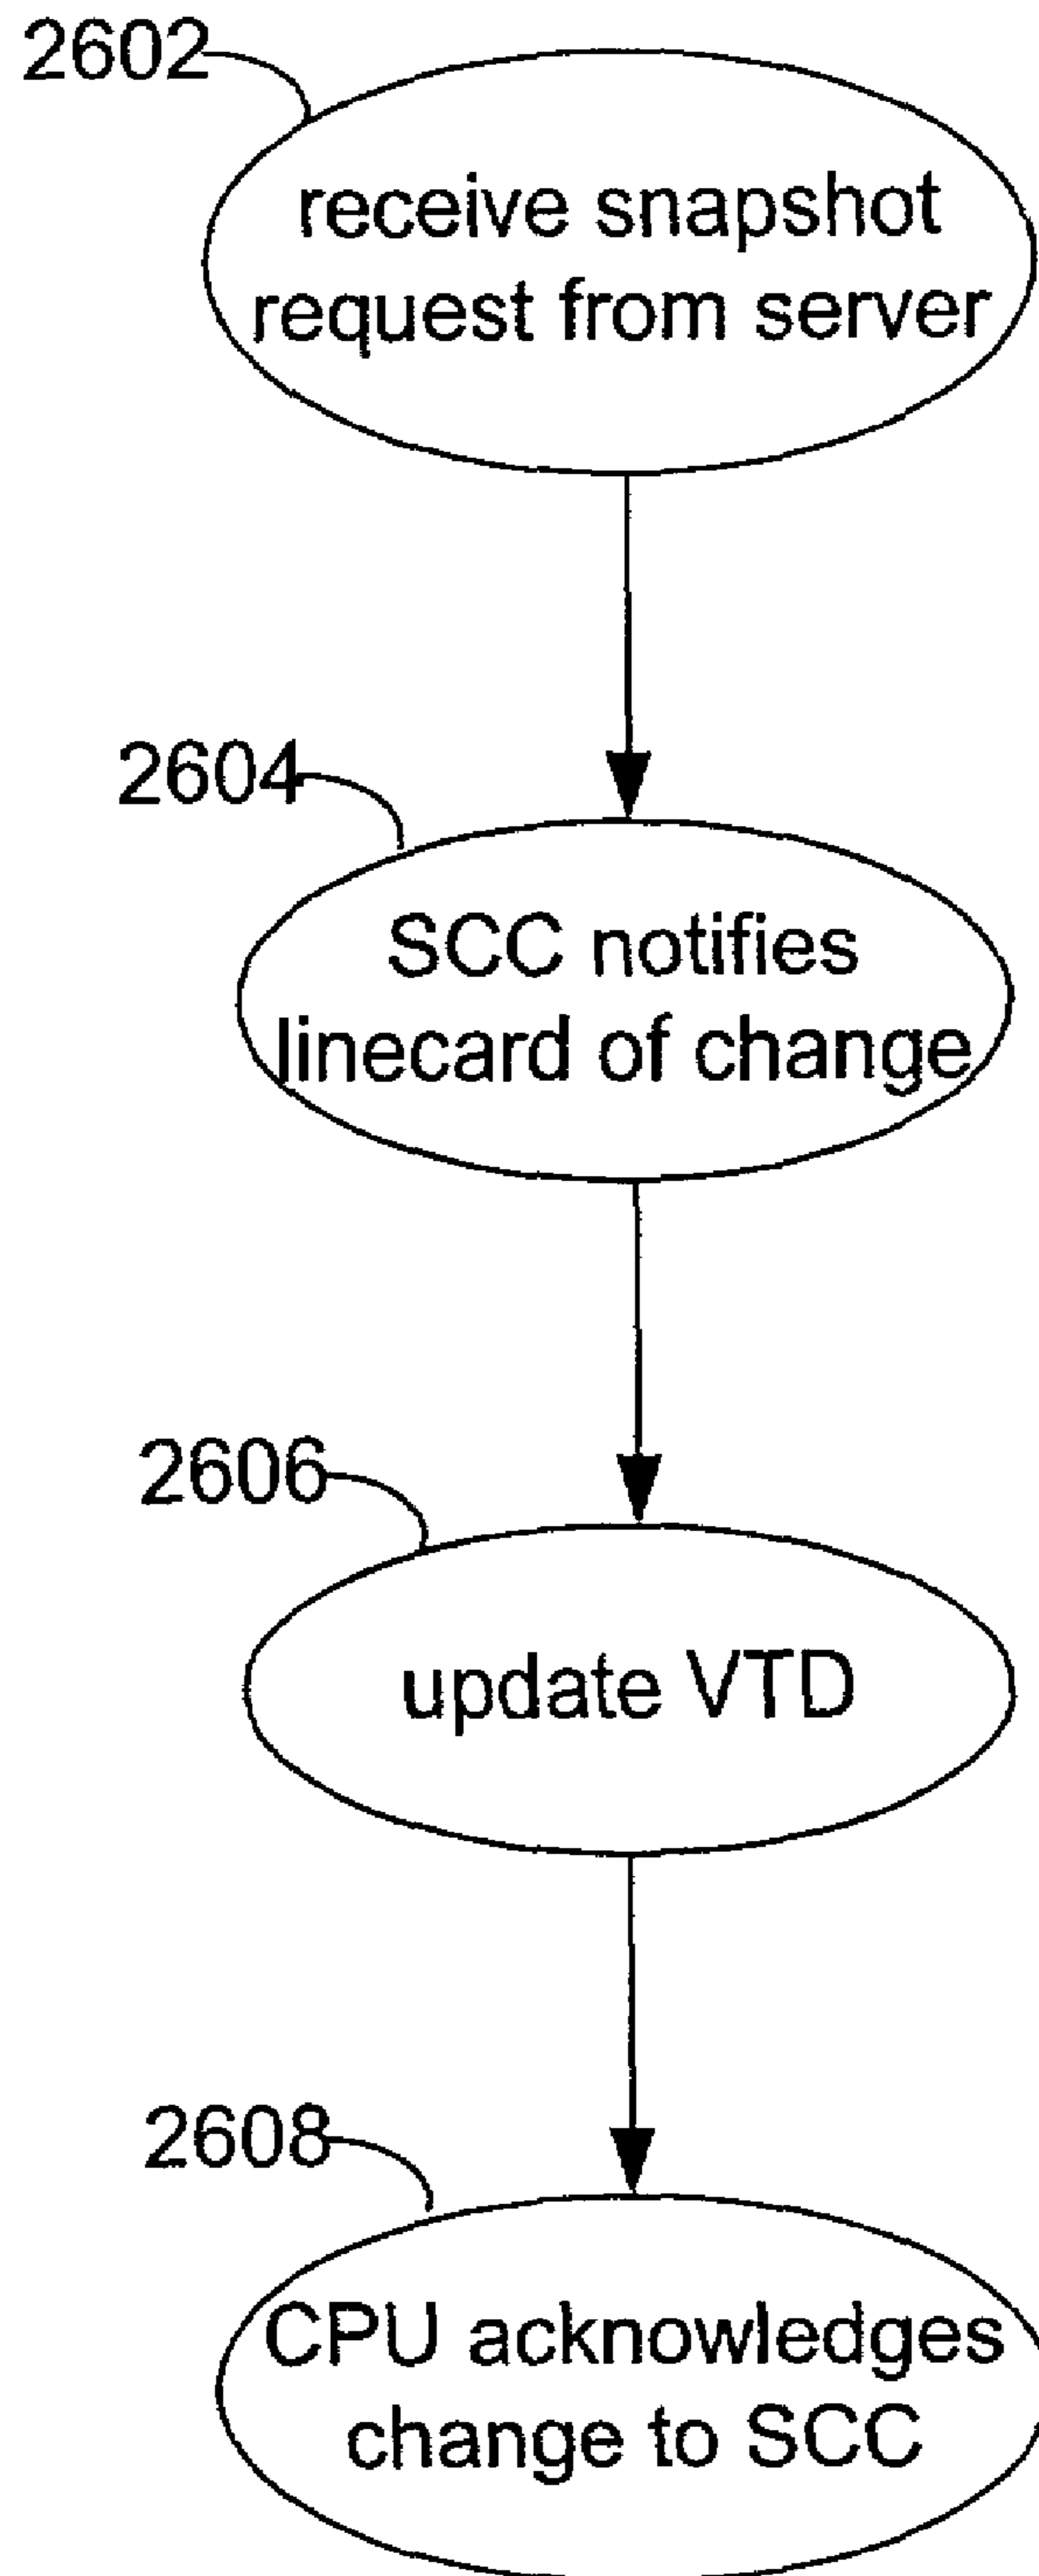 2602
receive snapshot
request from server
2604
SCC notifies
linecard of change
2606
update VTD
2608
CPU acknowledges
change to SCC